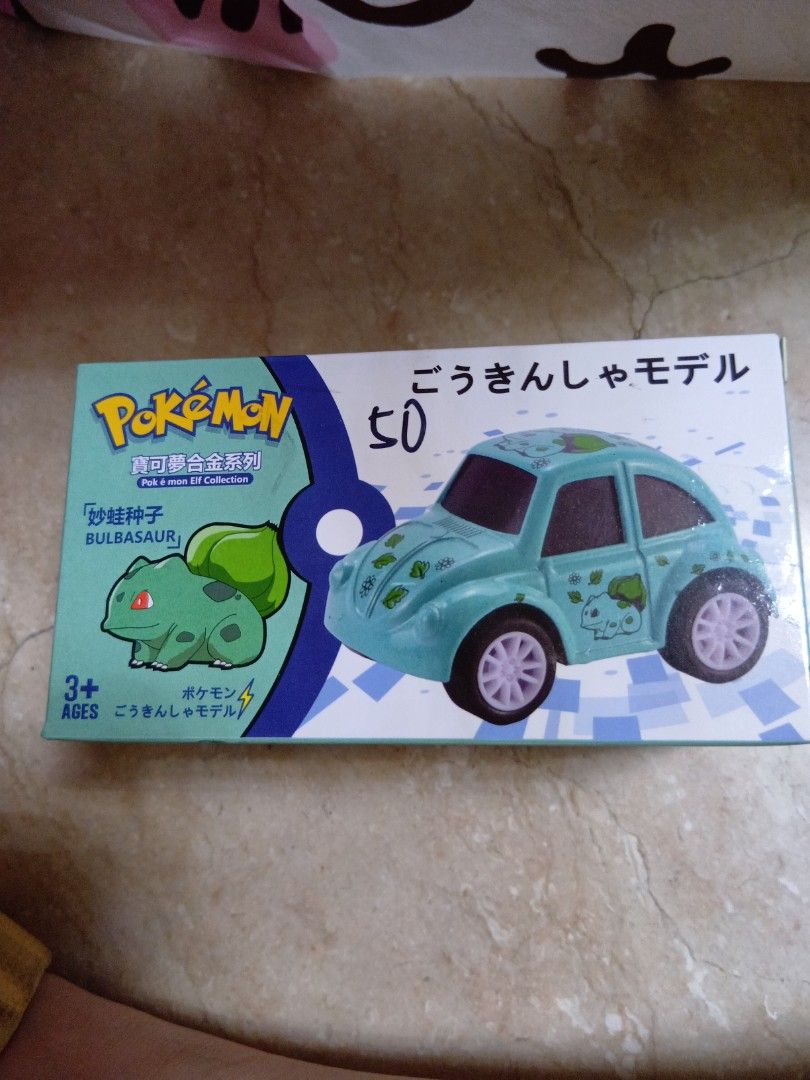 POKéMON
寶可夢合金系列
Pok é mon Elf Collection
「妙蛙种子
BULBASAUR」
3+
AGES
ポケモン
ごうきんしゃモデル
ごうきんしゃモデル
50